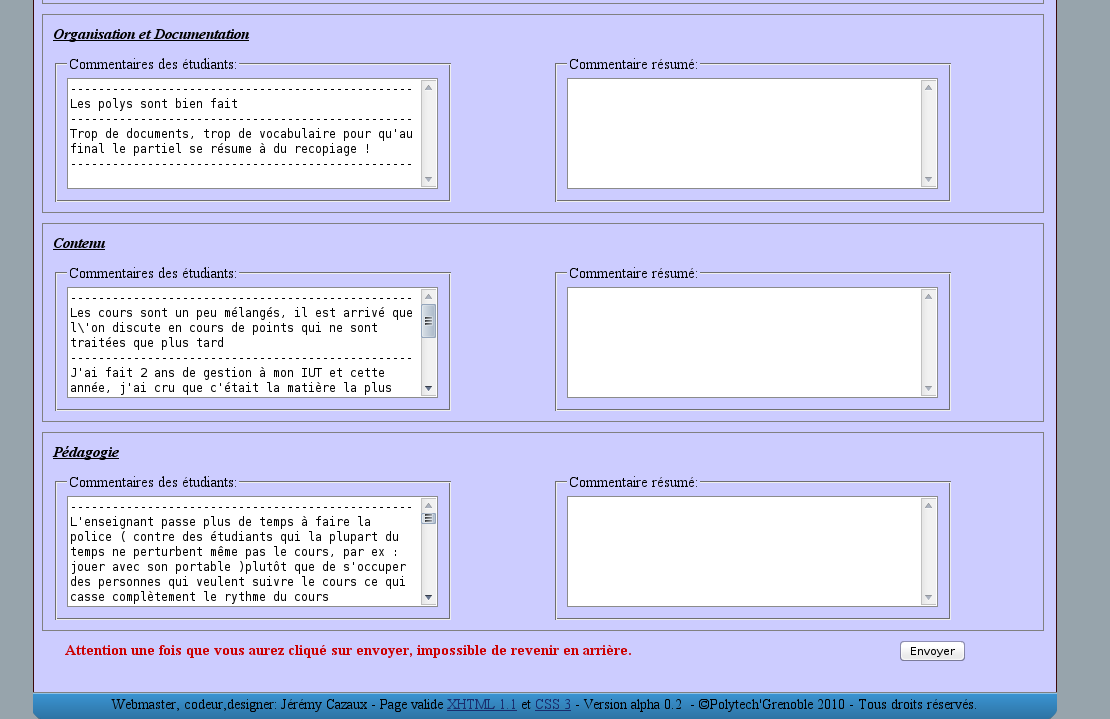 Organisation et Documentation
Commentaires des étudiants:
Commentaire résumé:
-------------------------------------------------
Les polys sont bien fait
-------------------------------------------------
Trop de documents, trop de vocabulaire pour qu'au
final le partiel se résume à du recopiage !
-------------------------------------------------
Contenu
Commentaires des étudiants:
Commentaire résumé:
-------------------------------------------------
Les cours sont un peu mélangés, il est arrivé que
l\'on discute en cours de points qui ne sont
traitées que plus tard
-------------------------------------------------
J'ai fait 2 ans de gestion à mon IUT et cette
année, j'ai cru que c'était la matière la plus
Pédagogie
Commentaires des étudiants:
Commentaire résumé:
-------------------------------------------------
L'enseignant passe plus de temps à faire la
police ( contre des étudiants qui la plupart du
temps ne perturbent même pas le cours, par ex :
jouer avec son portable )plutôt que de s'occuper
des personnes qui veulent suivre le cours ce qui
casse complètement le rythme du cours
Attention une fois que vous aurez cliqué sur envoyer, impossible de revenir en arrière.
Envoyer
Webmaster, codeur,designer: Jérémy Cazaux - Page valide XHTML 1.1 et CSS 3 - Version alpha 0.2 - ©Polytech'Grenoble 2010 - Tous droits réservés.